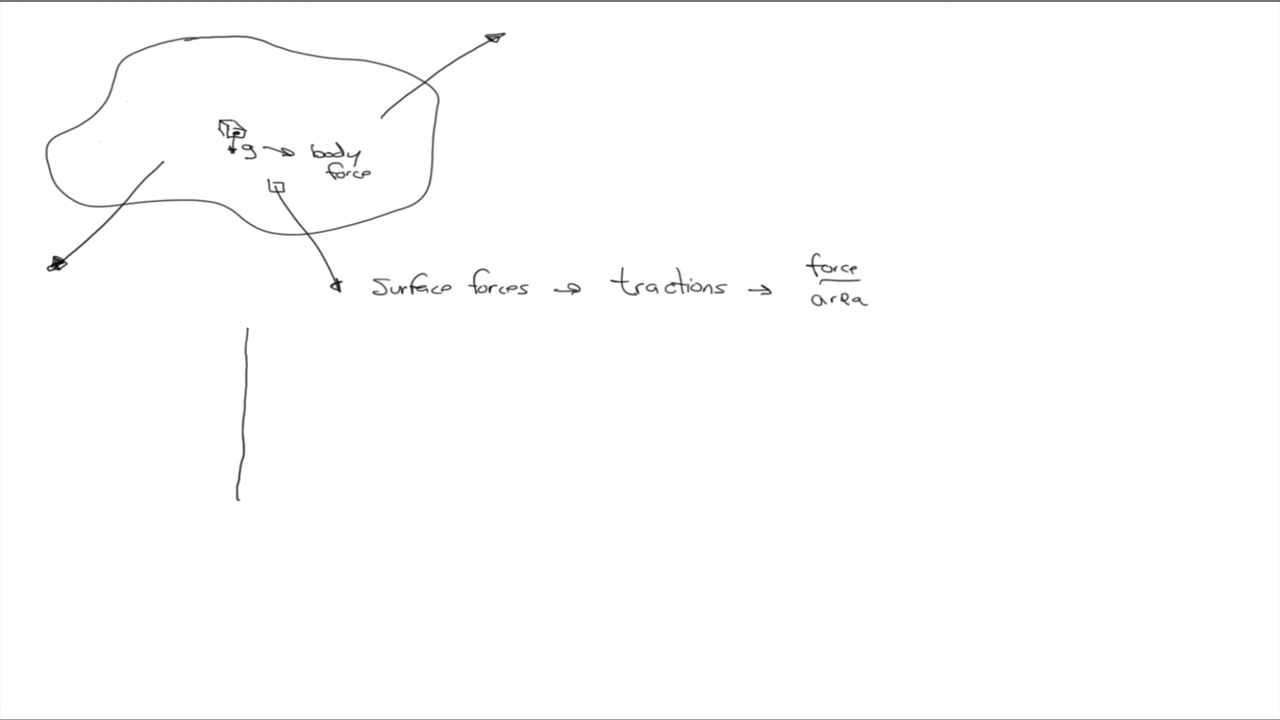 g → body
force
surface forces → tractions → force
area